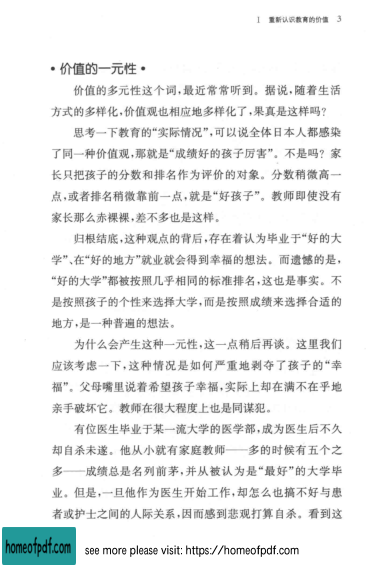 1 重新认识教育的价值 3
•价值的一元性•
价值的多元性这个词,最近常常听到。据说,随着生活
方式的多样化,价值观也相应地多样化了,果真是这样吗?
思考一下教育的“实际情况”,可以说全体日本人都感染
了同一种价值观,那就是“成绩好的孩子厉害”。不是吗?家
长只把孩子的分数和排名作为评价的对象。分数稍微高一
点,或者排名稍微靠前一点,就是“好孩子”。教师即使没有
家长那么赤裸裸,差不多也是这样。
归根结底,这种观点的背后,存在着认为毕业于“好的大
学”、在“好的地方”就业就会得到幸福的想法。而遗憾的是,
“好的大学”都被按照几乎相同的标准排名,这也是事实。不
是按照孩子的个性来选择大学,而是按照成绩来选择合适的
地方,是一种普遍的想法。
为什么会产生这种一元性,这一点稍后再谈。这里我们
应该考虑一下,这种情况是如何严重地剥夺了孩子的“幸
福”。父母嘴里说着希望孩子幸福,实际上却在满不在乎地
亲手破坏它。教师在很大程度上也是同谋犯。
有位医生毕业于某一流大学的医学部,成为医生后不久
却自杀未遂。他从小就有家庭教师——多的时候有五个之
多——成绩总是名列前茅,并从被认为是“最好”的大学毕
业。但是,一旦他作为医生开始工作,却怎么也搞不好与患
者或护士之间的人际关系,因而感到悲观打算自杀。看到这
homeofpdf.com see more please visit: https://homeofpdf.com